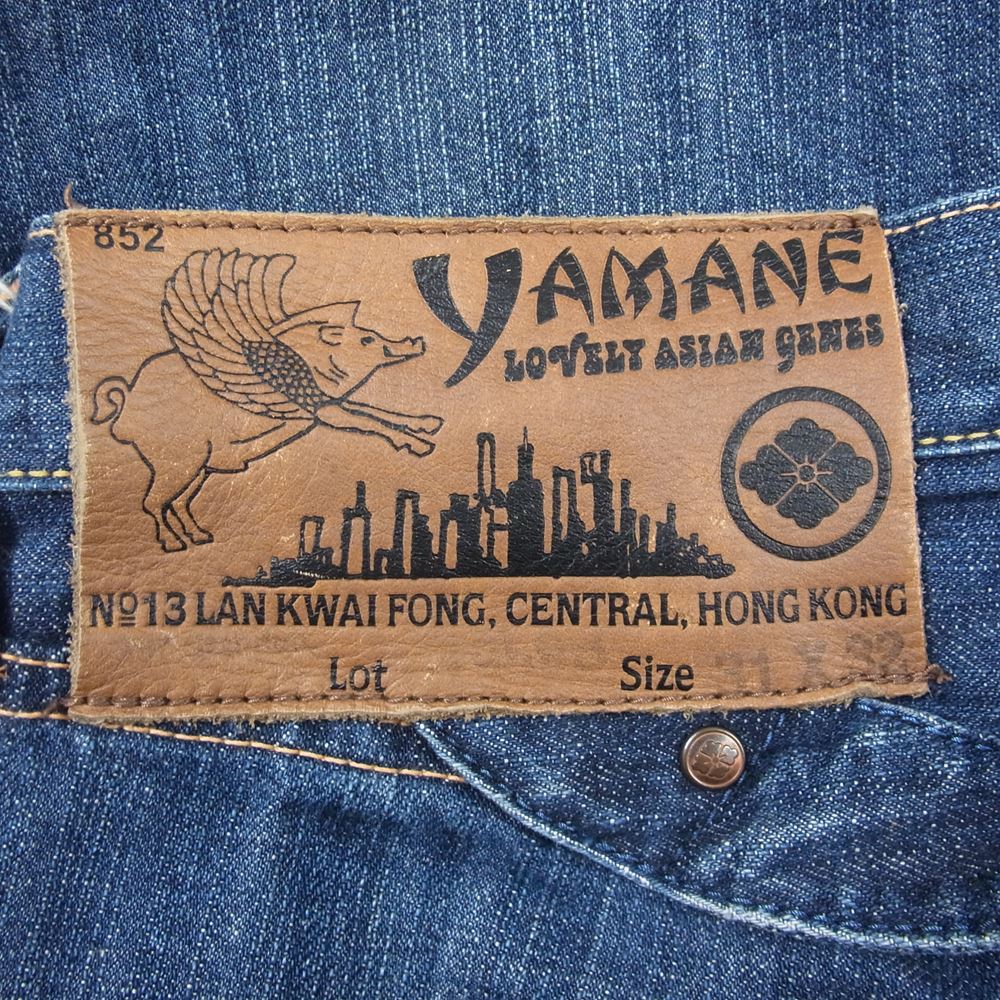 852
YAMANE
LOVELY ASIAN GENES
Nº13 LAN KWAI FONG, CENTRAL, HONG KONG
Lot
Size